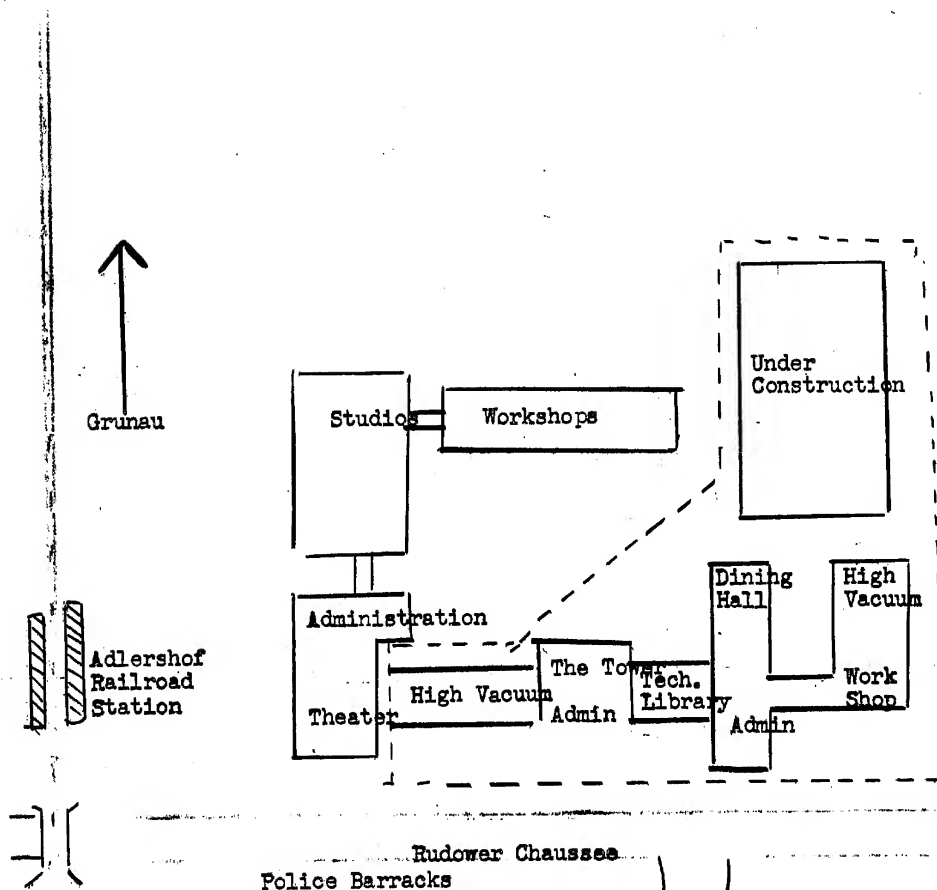 Under
Construction
Grunau
Studios
Workshops
Dining
Hall
High
Vacuum
Administration
Adlershof
Railroad
Station
The Tower
Admin
Tech.
Library
High Vacuum
Theater
Work
Shop
Admin
Rudower Chaussee
Police Barracks